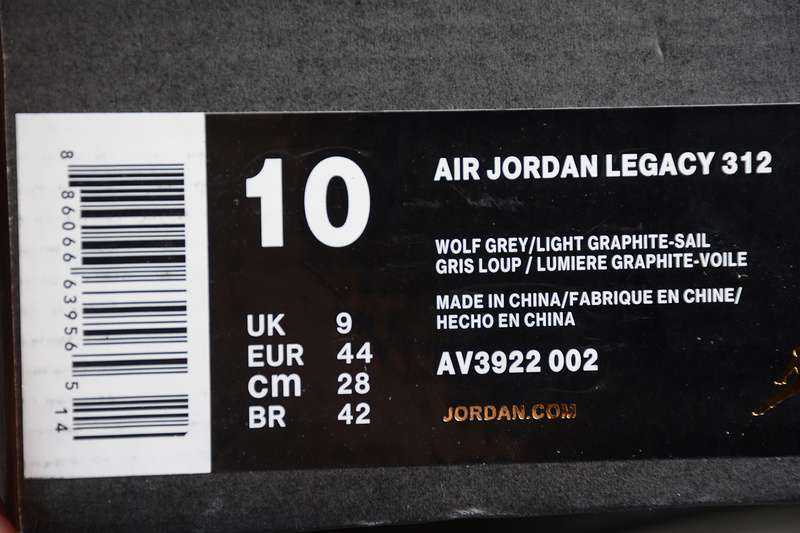 8 86066 63956 5 14
10
UK 9
EUR 44
cm 28
BR 42
AIR JORDAN LEGACY 312
WOLF GREY/LIGHT GRAPHITE-SAIL
GRIS LOUP / LUMIERE GRAPHITE-VOILE
MADE IN CHINA/FABRIQUE EN CHINE/
HECHO EN CHINA
AV3922 002
JORDAN.COM